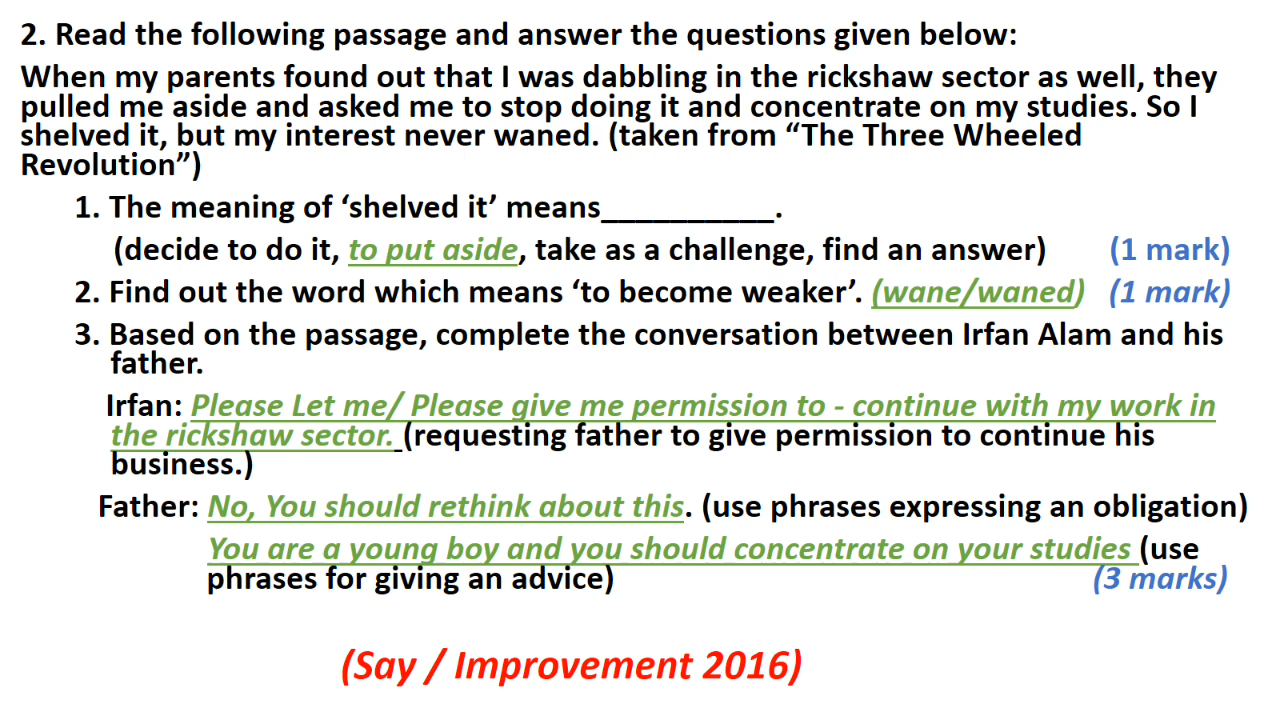 2. Read the following passage and answer the questions given below:
When my parents found out that I was dabbling in the rickshaw sector as well, they
pulled me aside and asked me to stop doing it and concentrate on my studies. So I
shelved it, but my interest never waned. (taken from “The Three Wheeled
Revolution”)
1. The meaning of ‘shelved it’ means__________.
(decide to do it, to put aside, take as a challenge, find an answer) (1 mark)
2. Find out the word which means ‘to become weaker’. (wane/waned) (1 mark)
3. Based on the passage, complete the conversation between Irfan Alam and his
father.
Irfan: Please Let me/ Please give me permission to - continue with my work in
the rickshaw sector. (requesting father to give permission to continue his
business.)
Father: No, You should rethink about this. (use phrases expressing an obligation)
You are a young boy and you should concentrate on your studies (use
phrases for giving an advice) (3 marks)
(Say / Improvement 2016)